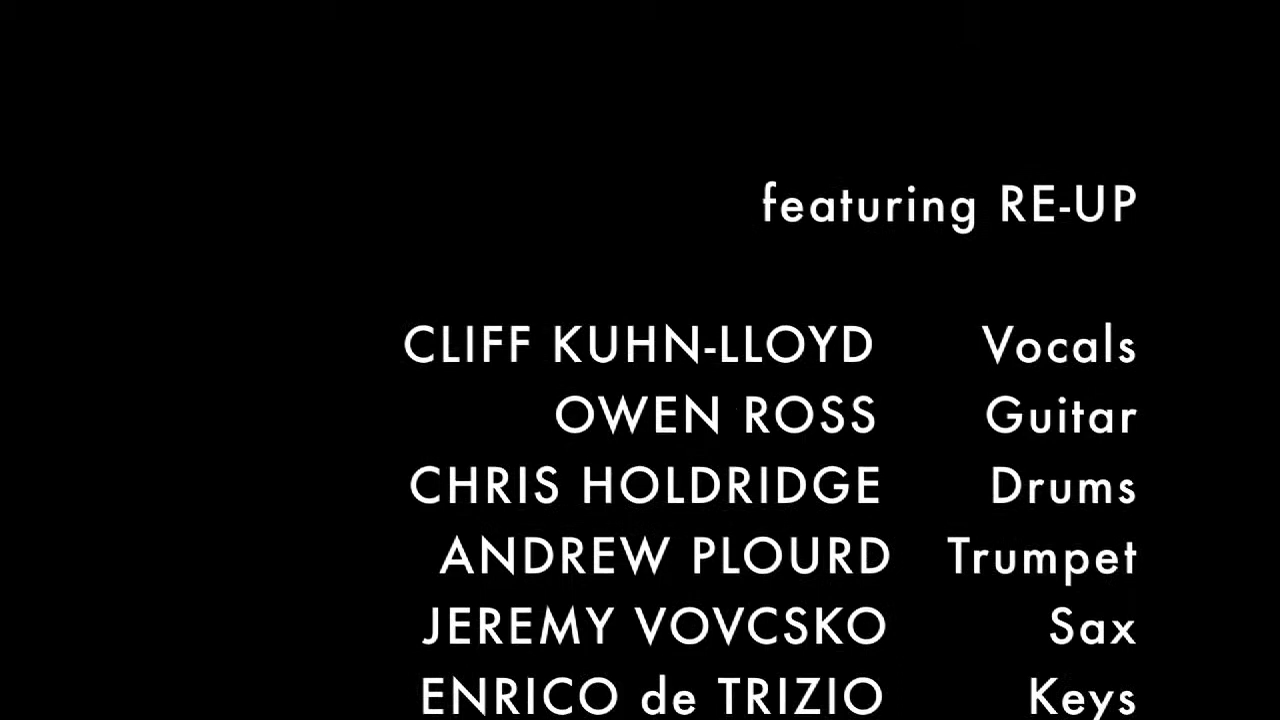 featuring RE-UP
CLIFF KUHN-LLOYD Vocals
OWEN ROSS Guitar
CHRIS HOLDRIDGE Drums
ANDREW PLOURD Trumpet
JEREMY VOVCSKO Sax
ENRICO de TRIZIO Keys